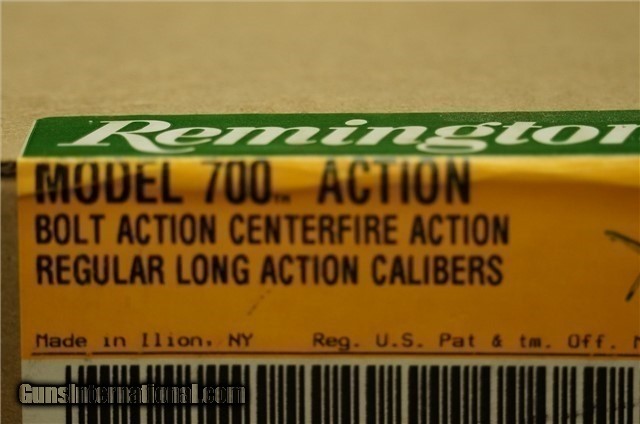 Remington
MODEL 700™ ACTION
BOLT ACTION CENTERFIRE ACTION
REGULAR LONG ACTION CALIBERS
Made in Ilion, NY Reg. U.S. Pat & tm. Off.
GunsInternational.com